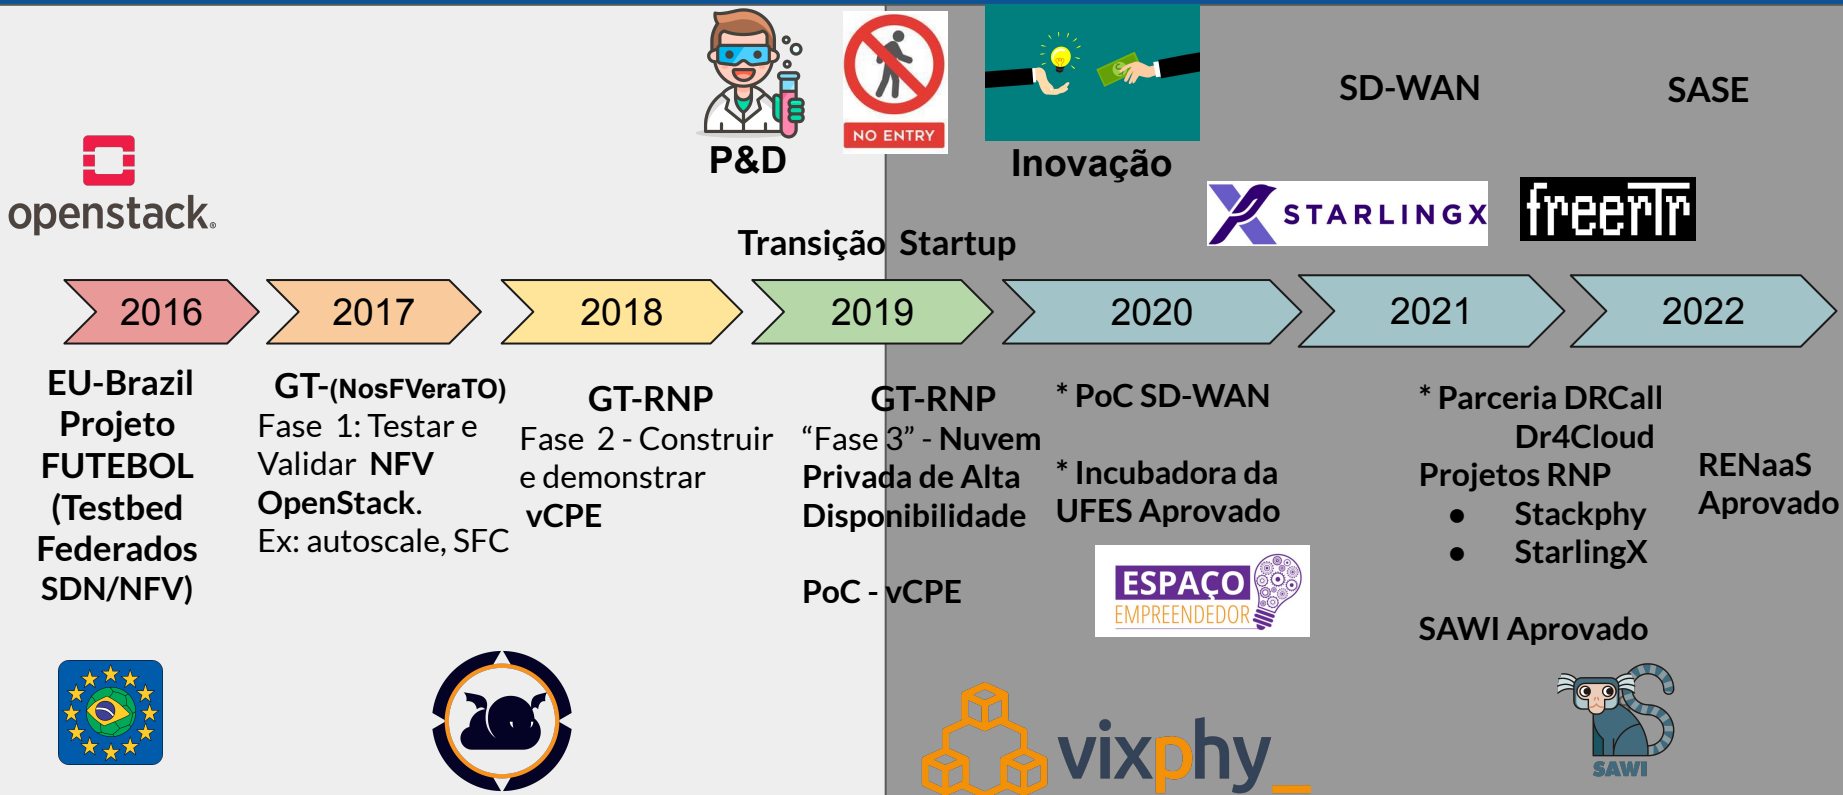 P&D
NO ENTRY
Inovação
SD-WAN
SASE
openstack.
STARLINGX
freertr
Transição Startup
2016
2017
2018
2019
2020
2021
2022
EU-Brazil
Projeto
FUTEBOL
(Testbed
Federados
SDN/NFV)
GT-(NosFVeraTO)
Fase 1: Testar e
Validar NFV
OpenStack.
Ex: autoscale, SFC
GT-RNP
Fase 2 - Construir
e demonstrar
vCPE
GT-RNP
“Fase 3” - Nuvem
Privada de Alta
Disponibilidade
PoC - vCPE
* PoC SD-WAN
* Incubadora da
UFES Aprovado
ESPAÇO
EMPREENDEDOR
* Parceria DRCall
Dr4Cloud
Projetos RNP
● Stackphy
● StarlingX
SAWI Aprovado
RENaaS
Aprovado
vixphy_
SAWI